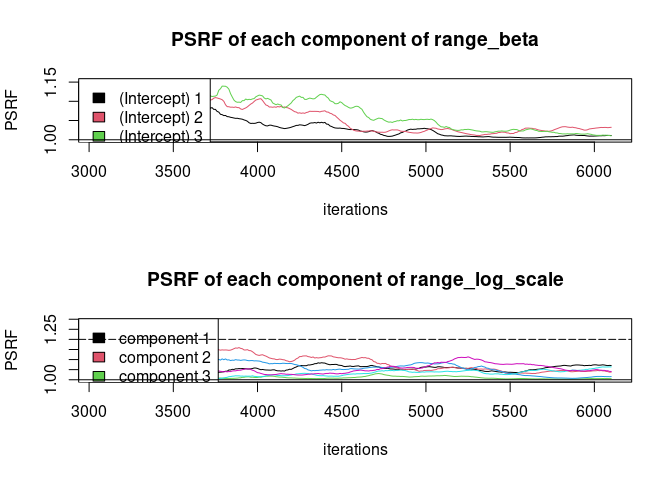 PSRF of each component of range_beta
PSRF
1.00 1.15
(Intercept) 1
(Intercept) 2
(Intercept) 3
3000 3500 4000 4500 5000 5500 6000
iterations
PSRF of each component of range_log_scale
PSRF
1.00 1.25
component 1
component 2
component 3
3000 3500 4000 4500 5000 5500 6000
iterations